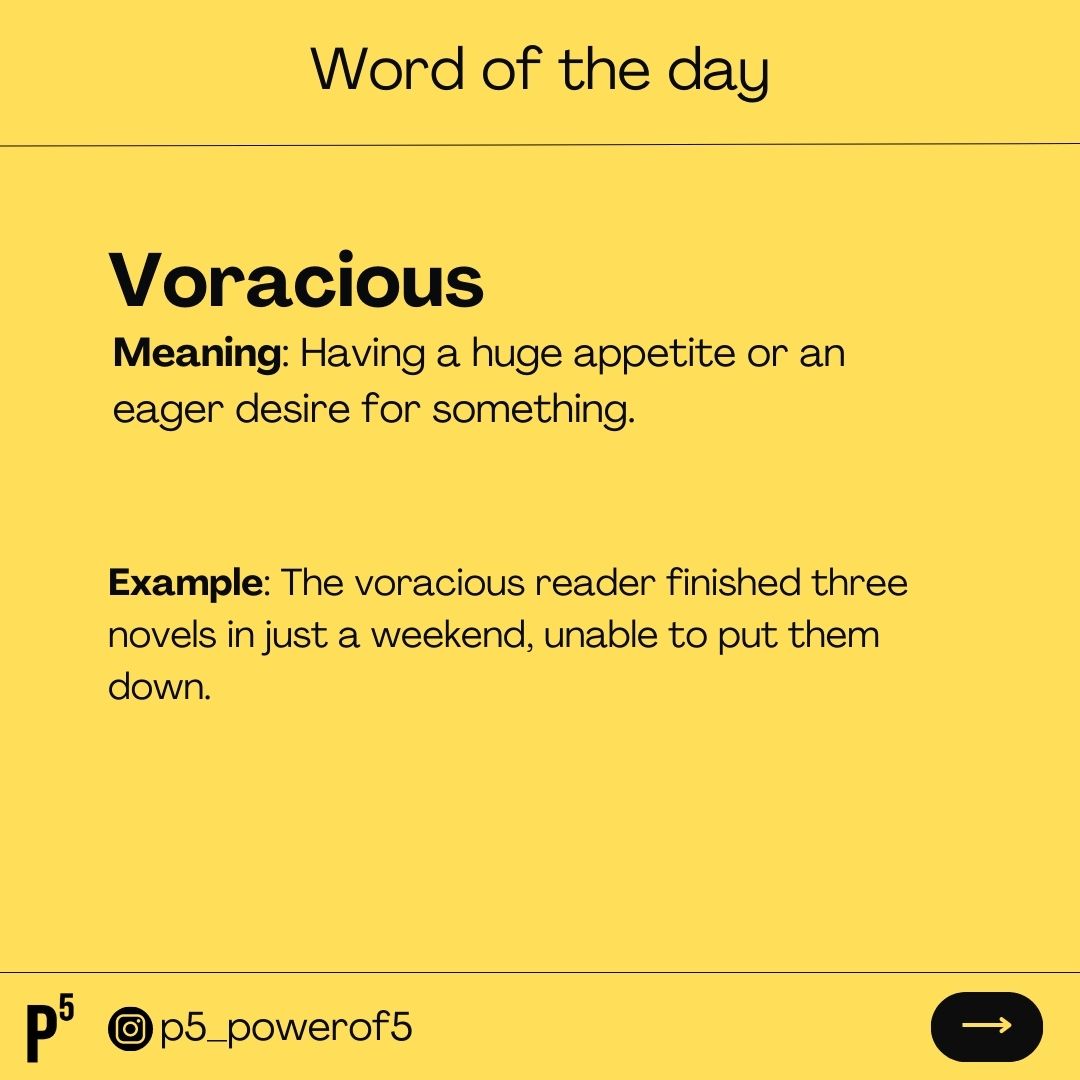 Word of the day
Voracious
Meaning: Having a huge appetite or an
eager desire for something.
Example: The voracious reader finished three
novels in just a weekend, unable to put them
down.
P⁵
p5_powerof5